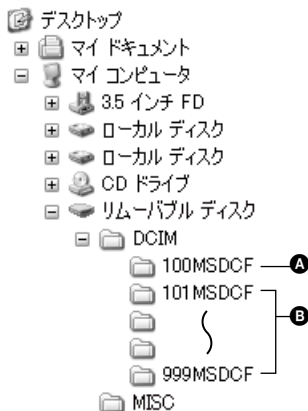 デスクトップ
マイ ドキュメント
マイ コンピュータ
3.5 インチ FD
ローカル ディスク
ローカル ディスク
CD ドライブ
リムーバブル ディスク
DCIM
100MSDCF A
101MSDCF
B
999MSDCF
MISC